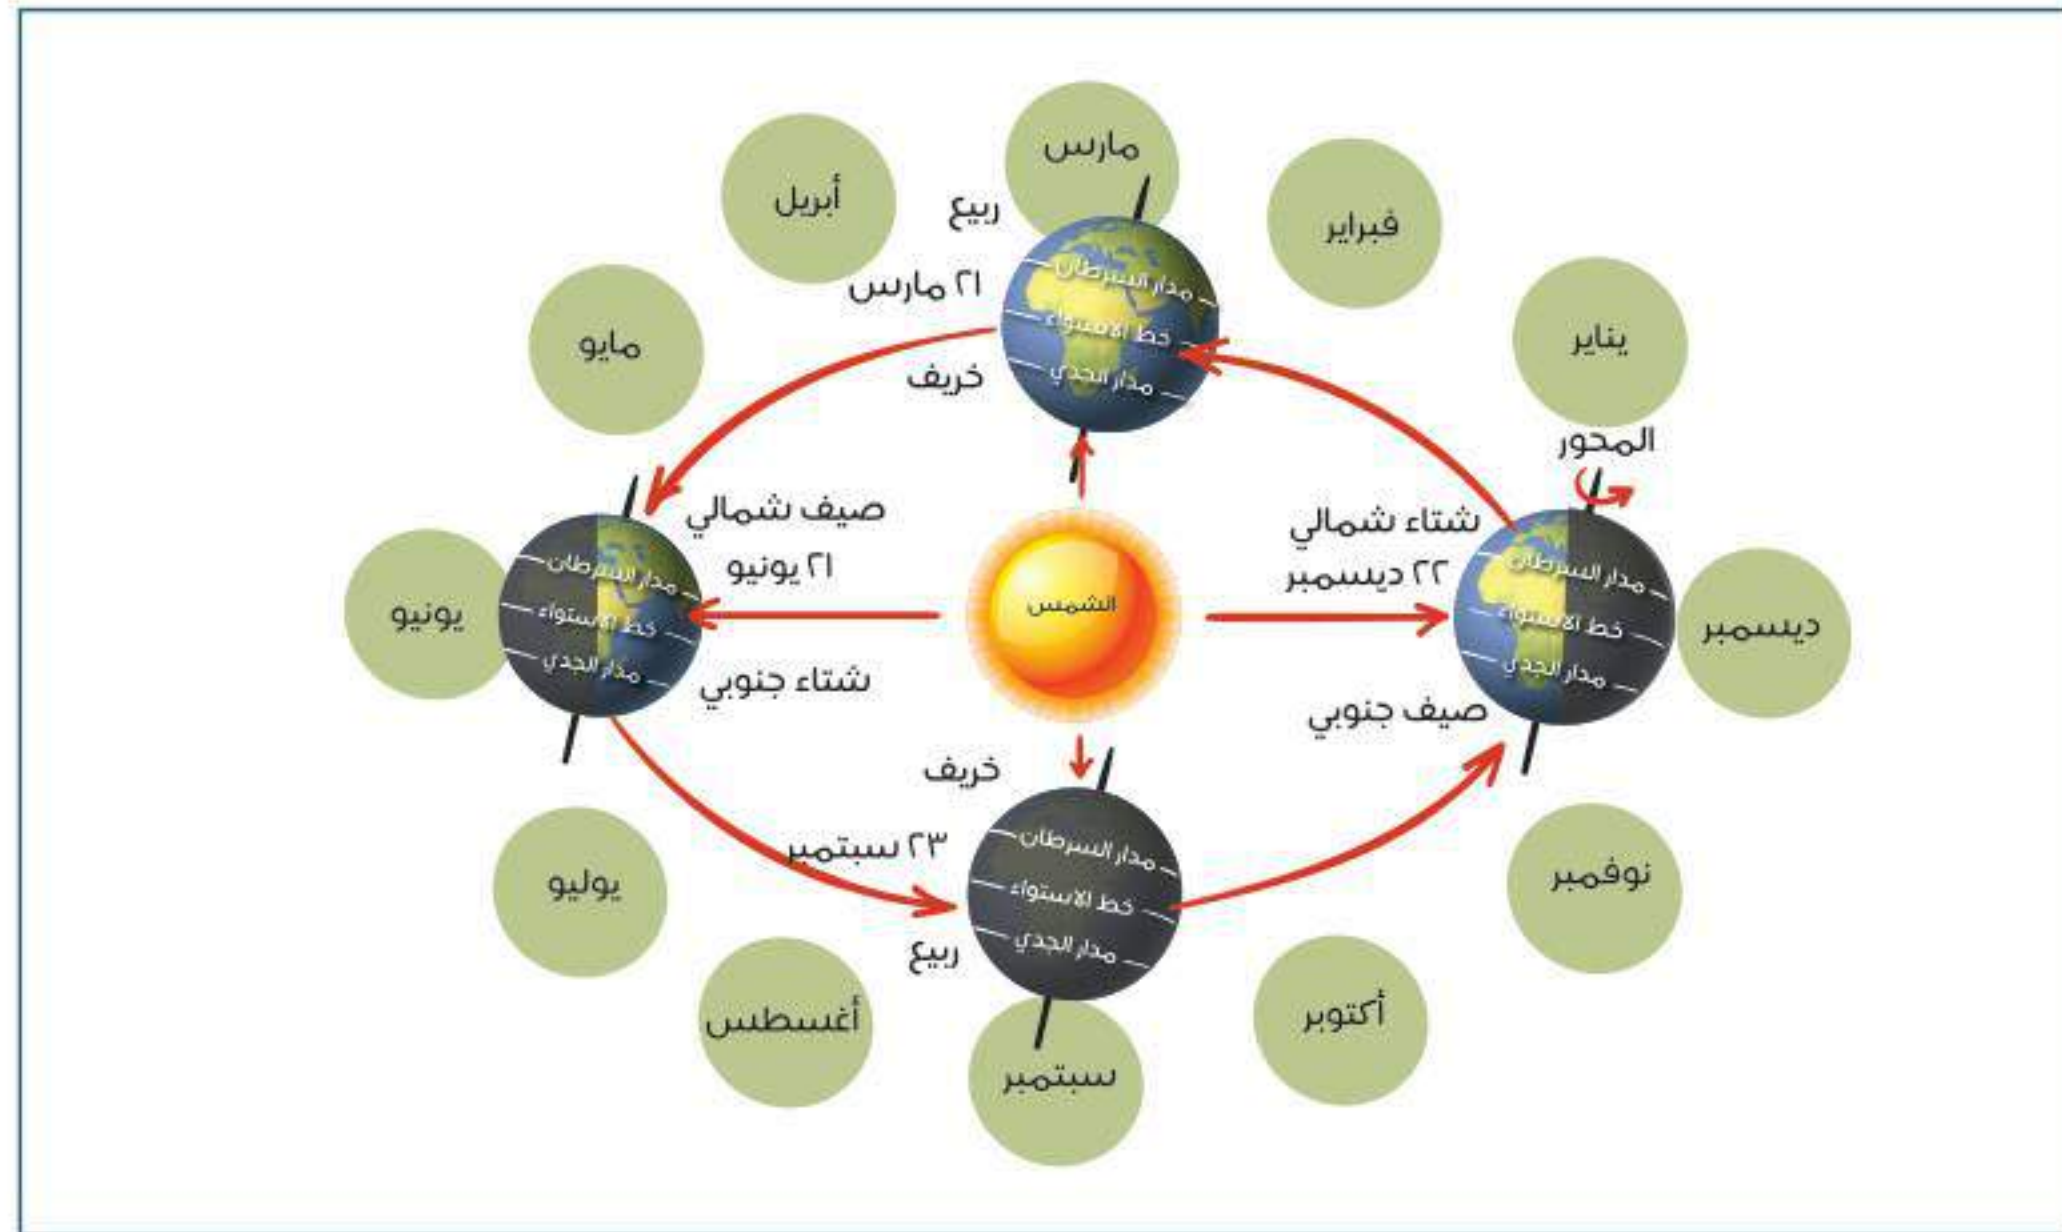 مارس
أبريل
فبراير
ربيع
مدار السرطان
٢١ مارس
خط الاستواء
مدار الجدي
خريف
مايو
يناير
المحور
صيف شمالي
٢١ يونيو
شتاء جنوبي
مدار السرطان
خط الاستواء
مدار الجدي
يونيو
الشمس
شتاء شمالي
٢٢ ديسمبر
صيف جنوبي
مدار السرطان
خط الاستواء
مدار الجدي
ديسمبر
خريف
٢٣ سبتمبر
ربيع
مدار السرطان
خط الاستواء
مدار الجدي
يوليو
نوفمبر
أغسطس
أكتوبر
سبتمبر